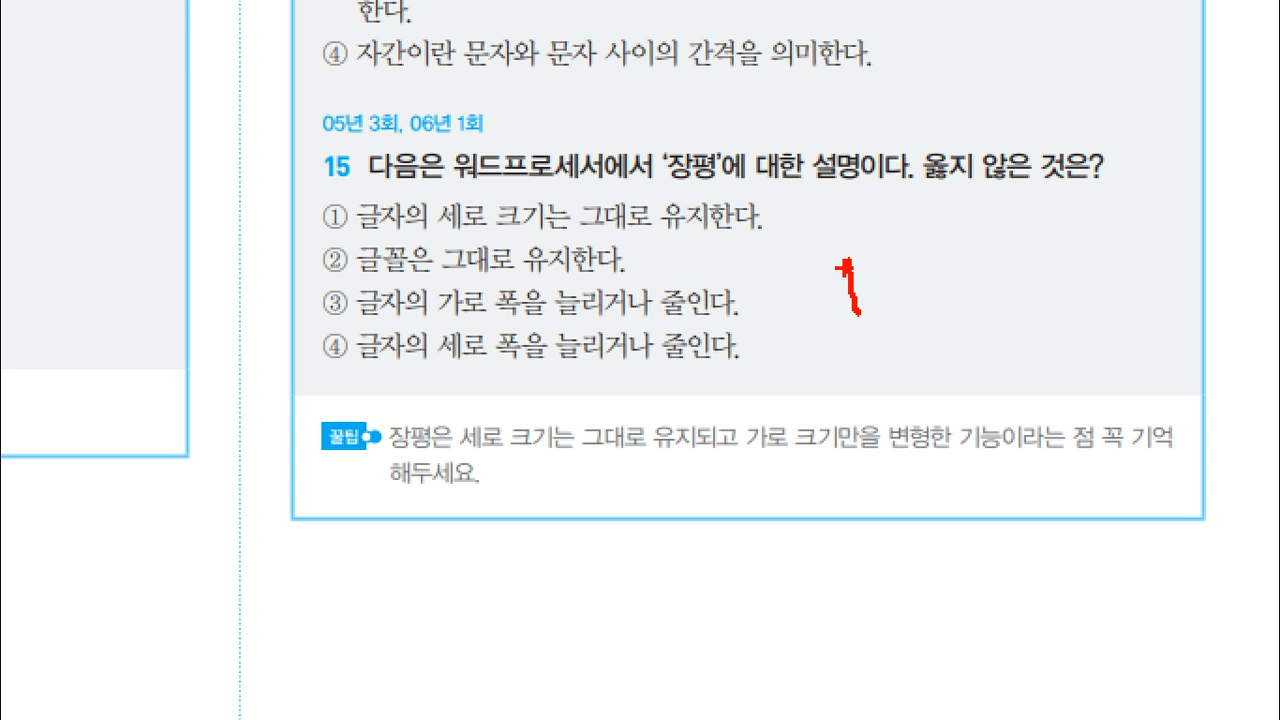 한다.
④ 자간이란 문자와 문자 사이의 간격을 의미한다.
05년 3회, 06년 1회
15 다음은 워드프로세서에서 ‘장평’에 대한 설명이다. 옳지 않은 것은?
① 글자의 세로 크기는 그대로 유지한다.
② 글꼴은 그대로 유지한다.
③ 글자의 가로 폭을 늘리거나 줄인다.
④ 글자의 세로 폭을 늘리거나 줄인다.
꿀팁 장평은 세로 크기는 그대로 유지되고 가로 크기만을 변형한 기능이라는 점 꼭 기억
해두세요.